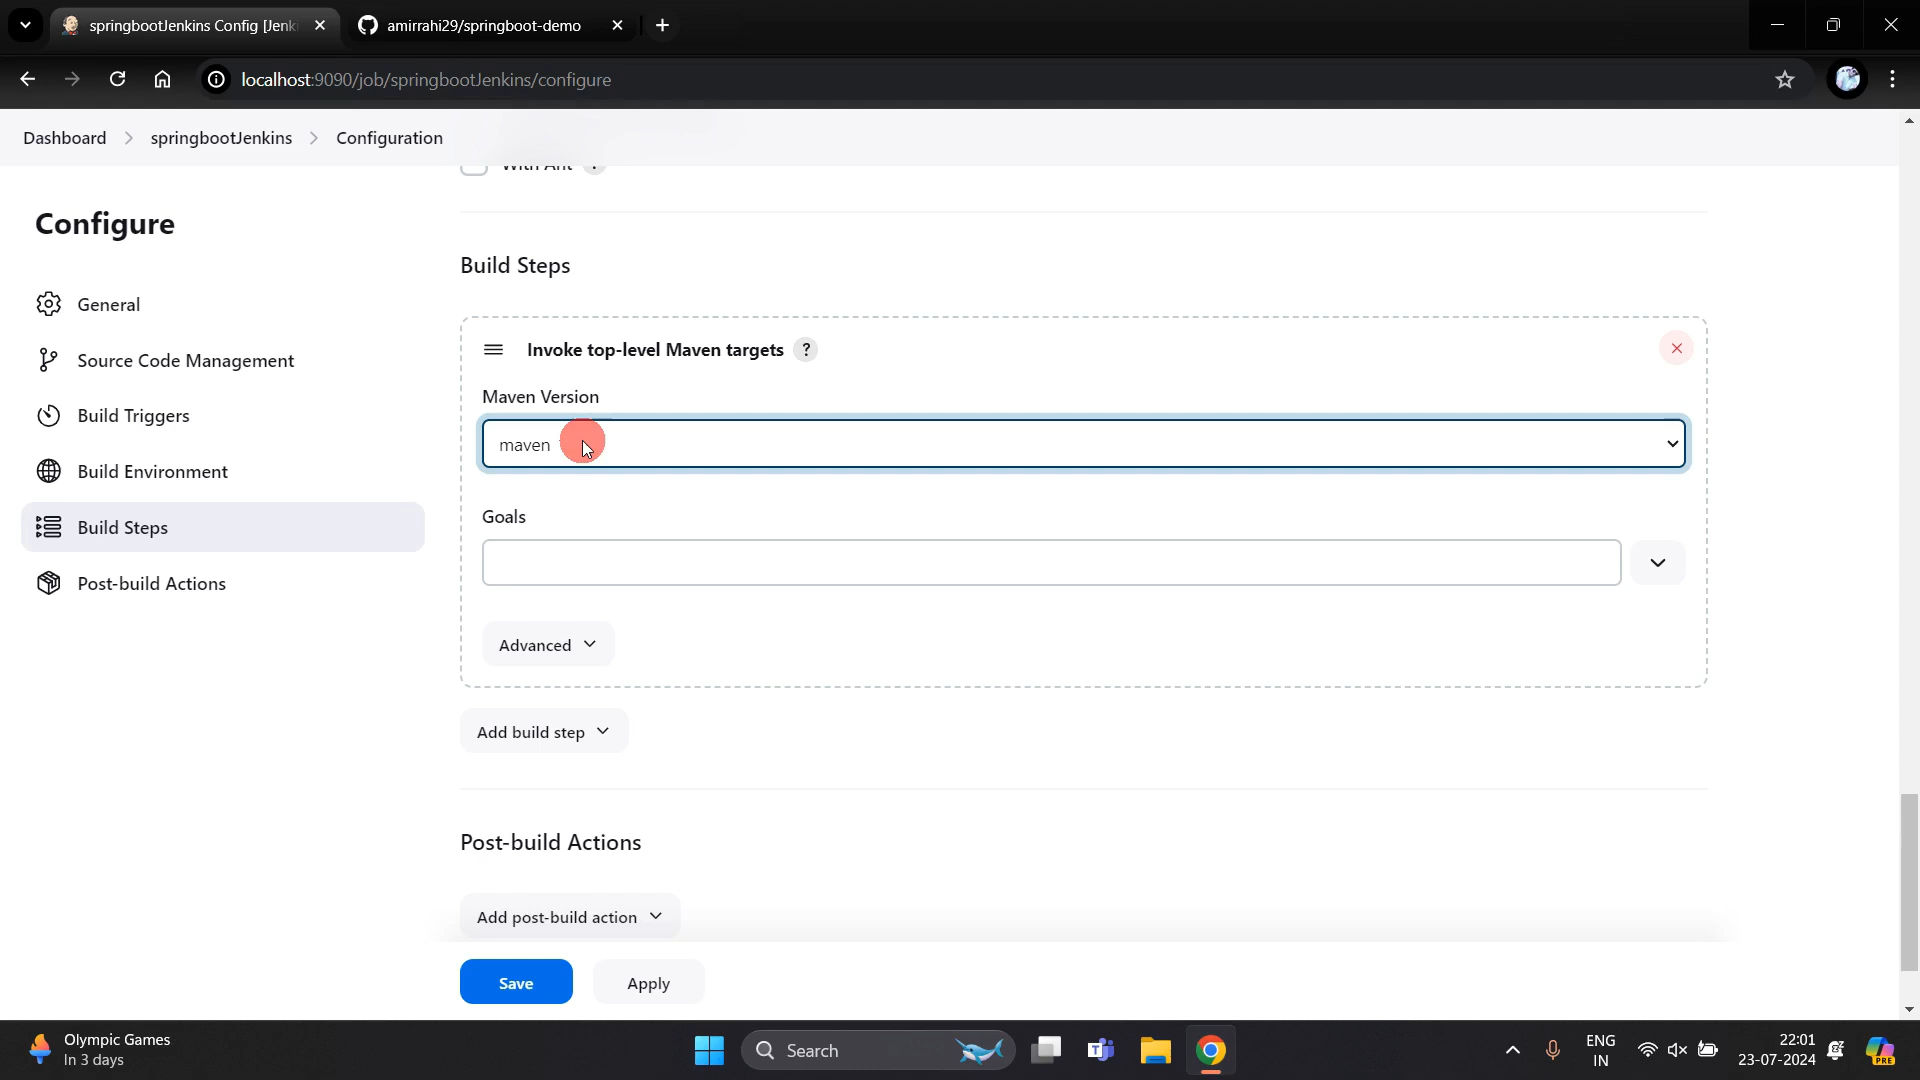 springbootJenkins Config [Jenk
amirrahi29/springboot-demo
localhost:9090/job/springbootJenkins/configure
Dashboard
springbootJenkins
Configuration
With Ant ?
Configure
General
Source Code Management
Build Triggers
Build Environment
Build Steps
Post-build Actions
Build Steps
Invoke top-level Maven targets ?
Maven Version
maven
Goals
Advanced
Add build step
Post-build Actions
Add post-build action
Save
Apply
Olympic Games
In 3 days
Search
ENG
IN
22:01
23-07-2024
PRE